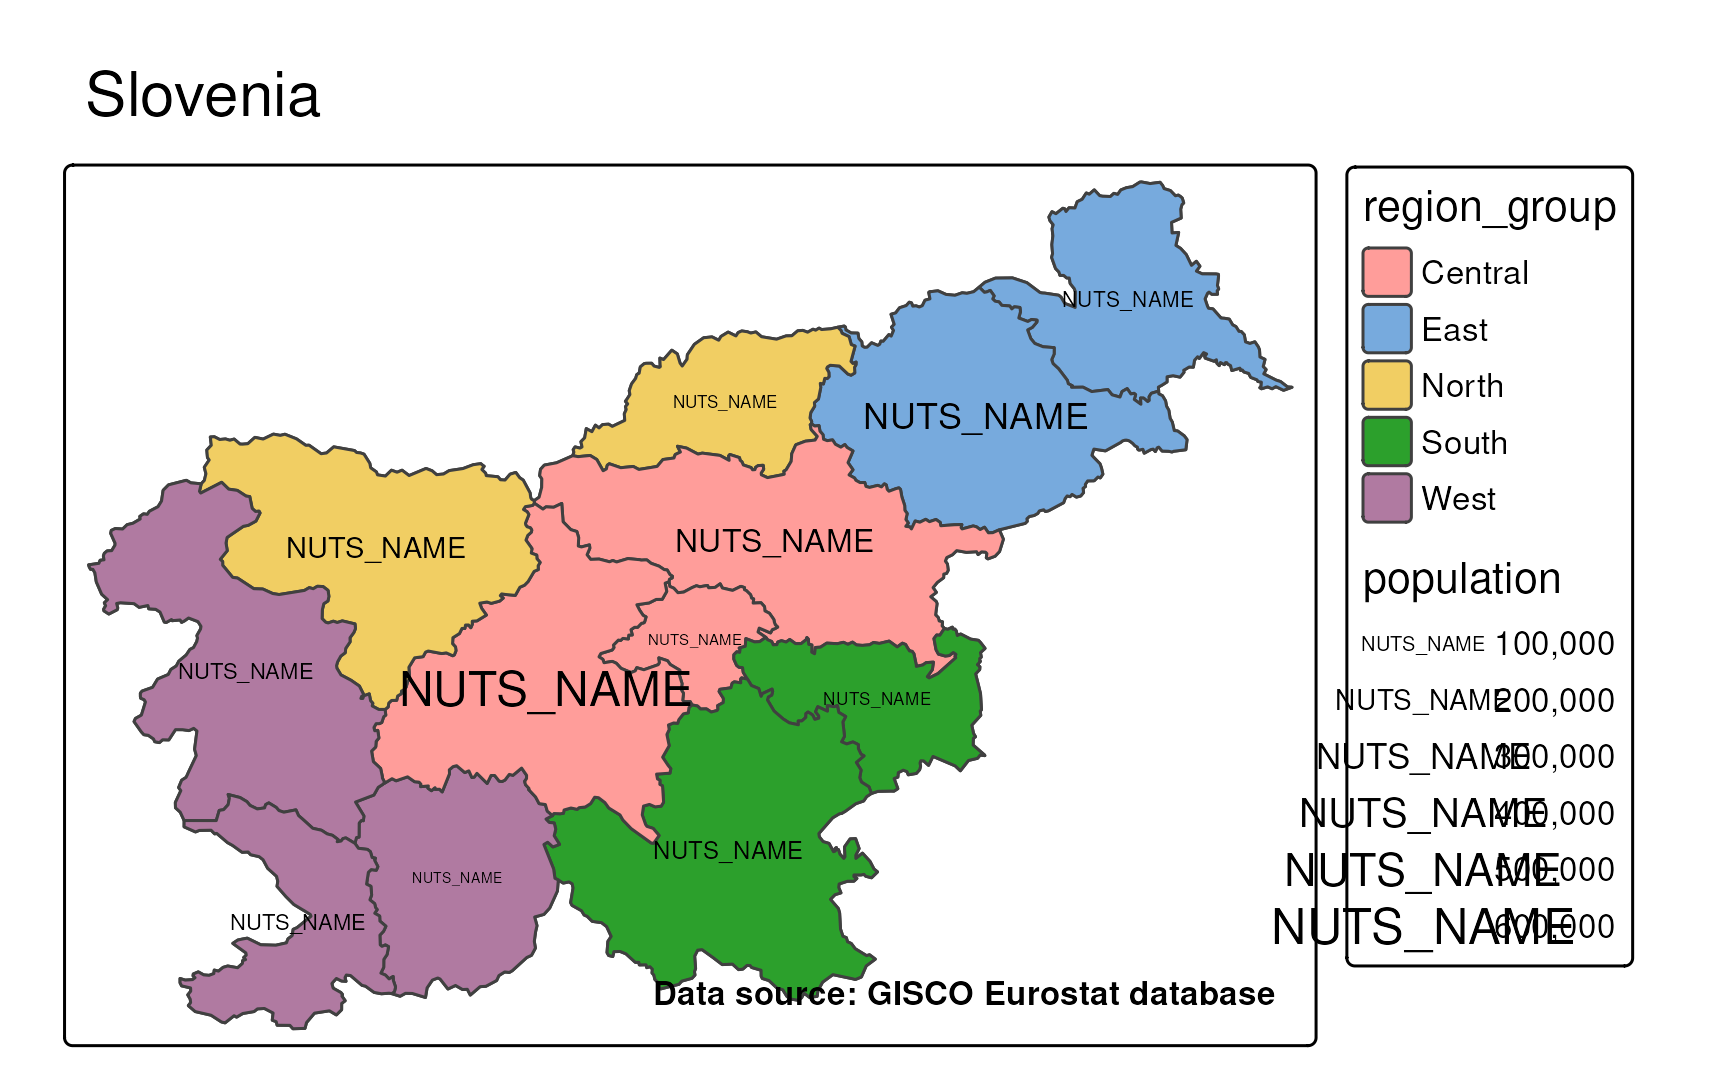 Slovenia
NUTS_NAME
NUTS_NAME
NUTS_NAME
NUTS_NAME
NUTS_NAME
NUTS_NAME
NUTS_NAME
NUTS_NAME
NUTS_NAME
NUTS_NAME
NUTS_NAME
NUTS_NAME
Data source: GISCO Eurostat database
region_group
Central
East
North
South
West
population
NUTS_NAME 100,000
NUTS_NAME 200,000
NUTS_NAME 300,000
NUTS_NAME 400,000
NUTS_NAME 500,000
NUTS_NAME 600,000